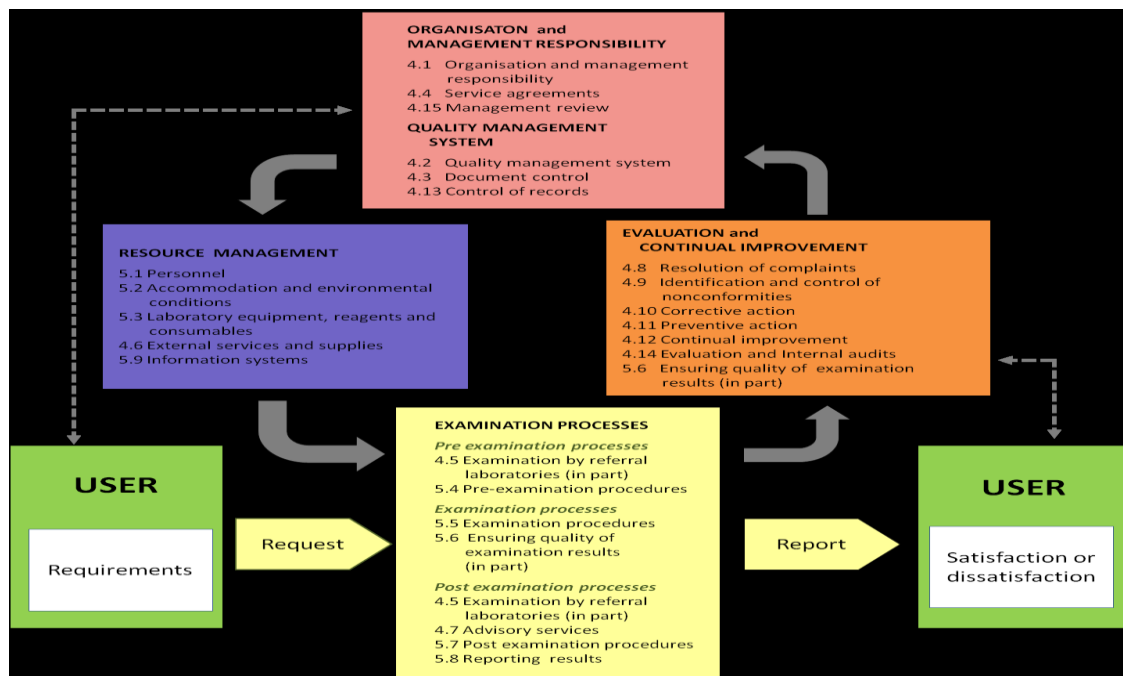 ORGANISATON and
MANAGEMENT RESPONSIBILITY
4.1 Organisation and management
responsibility
4.4 Service agreements
4.15 Management review
QUALITY MANAGEMENT
SYSTEM
4.2 Quality management system
4.3 Document control
4.13 Control of records
RESOURCE MANAGEMENT
5.1 Personnel
5.2 Accommodation and environmental
conditions
5.3 Laboratory equipment, reagents and
consumables
4.6 External services and supplies
5.9 Information systems
EVALUATION and
CONTINUAL IMPROVEMENT
4.8 Resolution of complaints
4.9 Identification and control of
nonconformities
4.10 Corrective action
4.11 Preventive action
4.12 Continual improvement
4.14 Evaluation and Internal audits
5.6 Ensuring quality of examination
results (in part)
USER
Requirements
Request
EXAMINATION PROCESSES
Pre examination processes
4.5 Examination by referral
laboratories (in part)
5.4 Pre-examination procedures
Examination processes
5.5 Examination procedures
5.6 Ensuring quality of
examination results
(in part)
Post examination processes
4.5 Examination by referral
laboratories (in part)
4.7 Advisory services
5.7 Post examination procedures
5.8 Reporting results
Report
USER
Satisfaction or
dissatisfaction